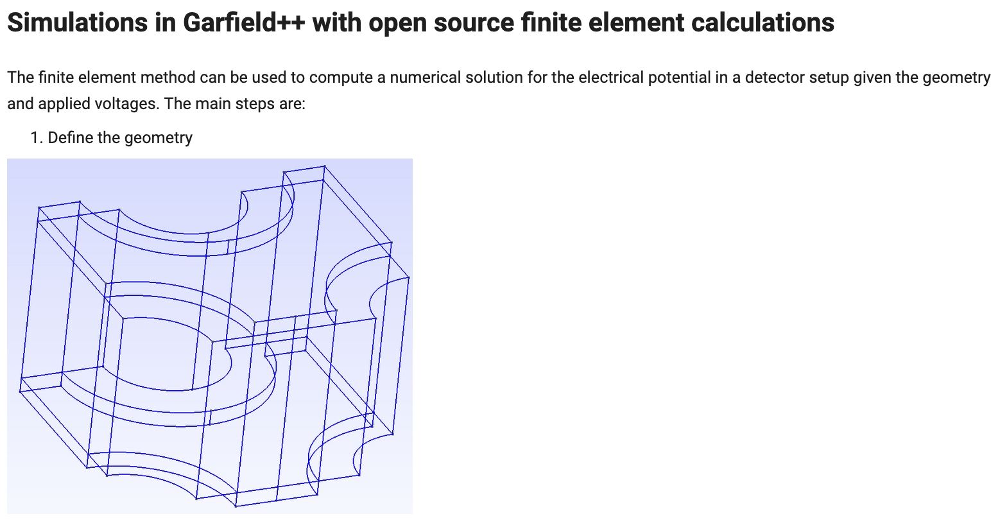 Simulations in Garfield++ with open source finite element calculations
The finite element method can be used to compute a numerical solution for the electrical potential in a detector setup given the geometry
and applied voltages. The main steps are:
1. Define the geometry